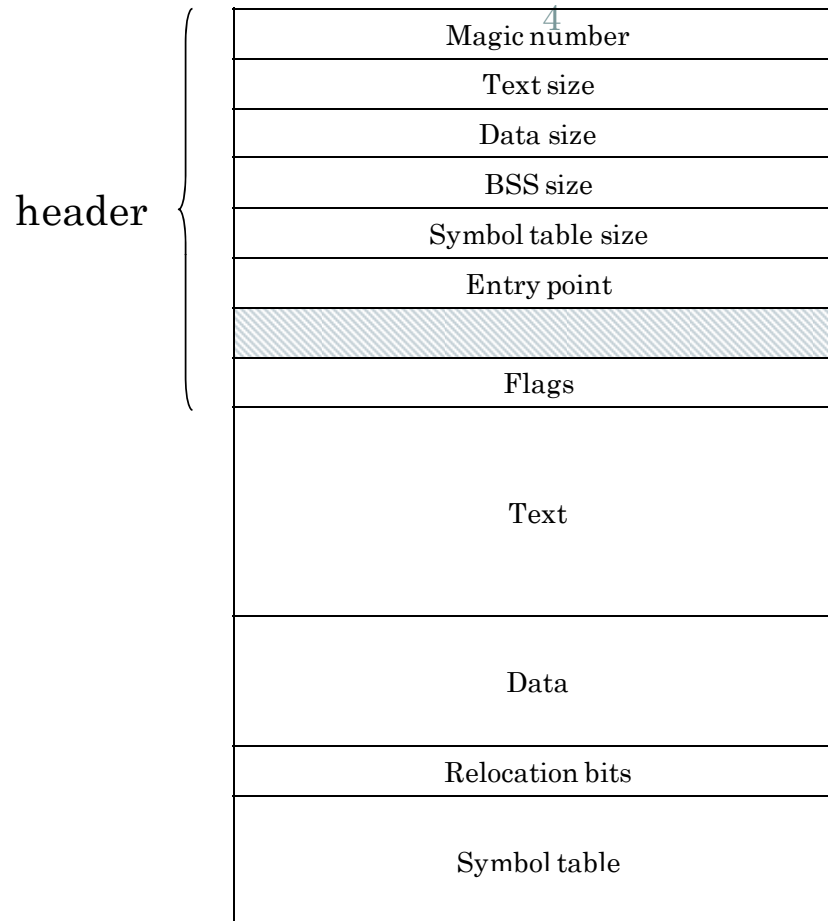 4
Magic number
Text size
Data size
BSS size
header
Symbol table size
Entry point
Flags
Text
Data
Relocation bits
Symbol table